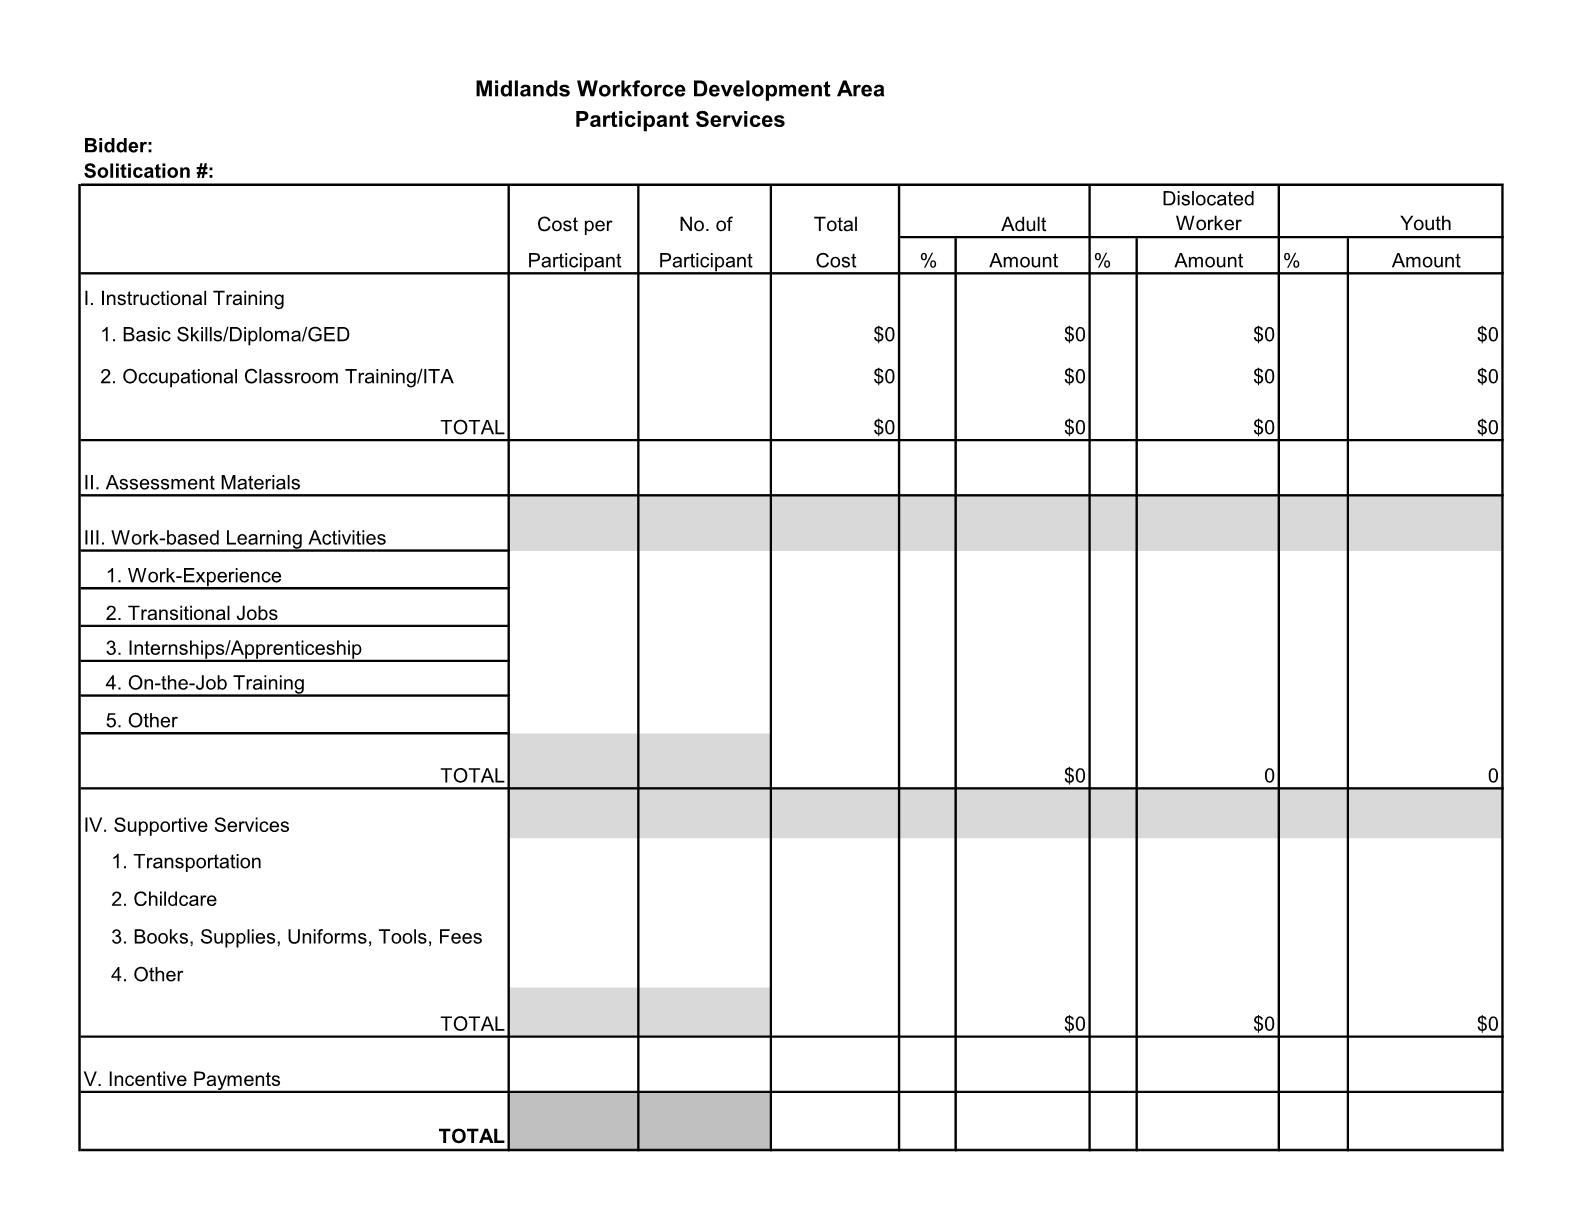 Midlands Workforce Development Area
Participant Services
Bidder:
Solitication #:
Cost per Participant No. of Participant Total Cost Adult Dislocated Worker Youth
% Amount % Amount % Amount
I. Instructional Training
1. Basic Skills/Diploma/GED $0 $0 $0 $0
2. Occupational Classroom Training/ITA $0 $0 $0 $0
TOTAL $0 $0 $0 $0
II. Assessment Materials
III. Work-based Learning Activities
1. Work-Experience
2. Transitional Jobs
3. Internships/Apprenticeship
4. On-the-Job Training
5. Other
TOTAL $0 0 0
IV. Supportive Services
1. Transportation
2. Childcare
3. Books, Supplies, Uniforms, Tools, Fees
4. Other
TOTAL $0 $0 $0
V. Incentive Payments
TOTAL